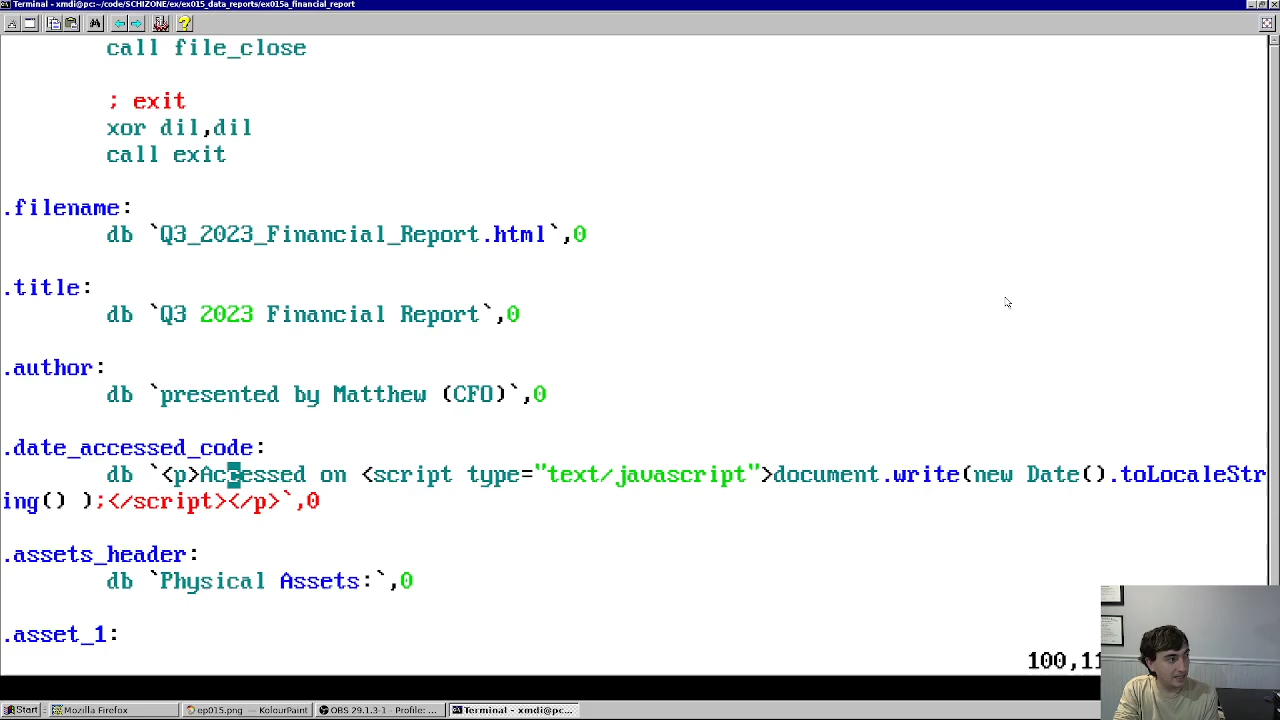 Terminal - xmdi@pc:~/code/SCHIZONE/ex/ex015_data_reports/ex015a_financial_report
call file_close
; exit
xor dil,dil
call exit
.filename:
db `Q3_2023_Financial_Report.html`,0
.title:
db `Q3 2023 Financial Report`,0
.author:
db `presented by Matthew (CFO)`,0
.date_accessed_code:
db `<p>Accessed on <script type="text/javascript">document.write(new Date().toLocaleStr
ing() );</script></p>`,0
.assets_header:
db `Physical Assets:`,0
.asset_1:
100,11
Start Mozilla Firefox ep015.png — KolourPaint OBS 29.1.3-1 - Profile: ... Terminal - xmdi@pc:~...